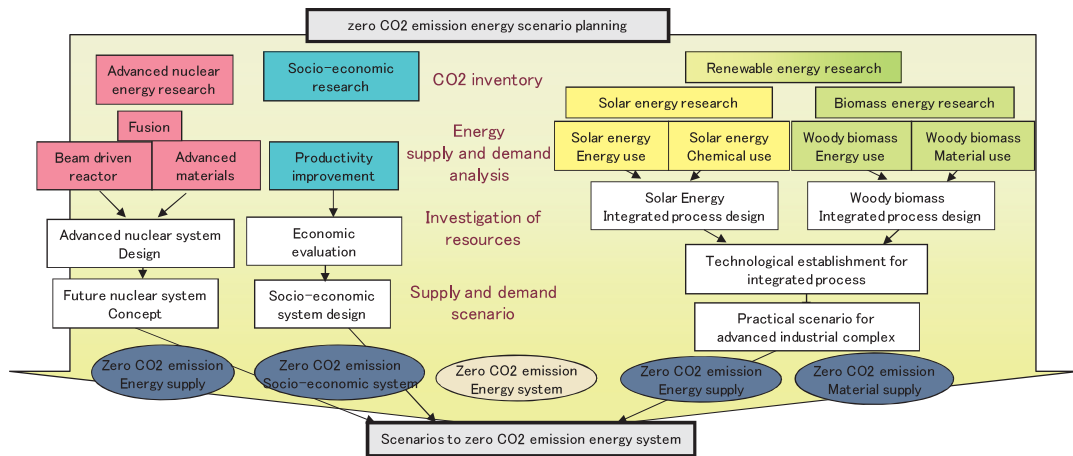 zero CO2 emission energy scenario planning
Advanced nuclear
energy research
Socio-economic
research
CO2 inventory
Renewable energy research
Solar energy research
Biomass energy research
Fusion
Beam driven
reactor
Advanced
materials
Productivity
improvement
Energy
supply and demand
analysis
Solar energy
Energy use
Solar energy
Chemical use
Woody biomass
Energy use
Woody biomass
Material use
Solar Energy
Integrated process design
Woody biomass
Integrated process design
Advanced nuclear system
Design
Economic
evaluation
Investigation of
resources
Technological establishment for
integrated process
Future nuclear system
Concept
Socio-economic
system design
Supply and demand
scenario
Practical scenario for
advanced industrial complex
Zero CO2 emission
Energy supply
Zero CO2 emission
Socio-economic system
Zero CO2 emission
Energy system
Zero CO2 emission
Energy supply
Zero CO2 emission
Material supply
Scenarios to zero CO2 emission energy system